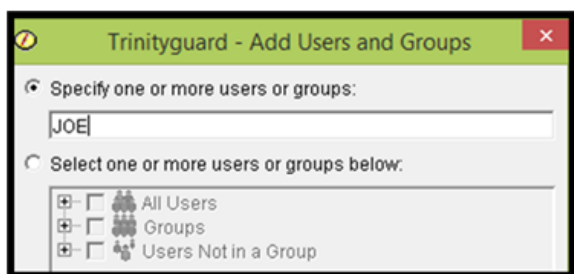 Trinityguard - Add Users and Groups
Specify one or more users or groups:
JOE
Select one or more users or groups below:
All Users
Groups
Users Not in a Group